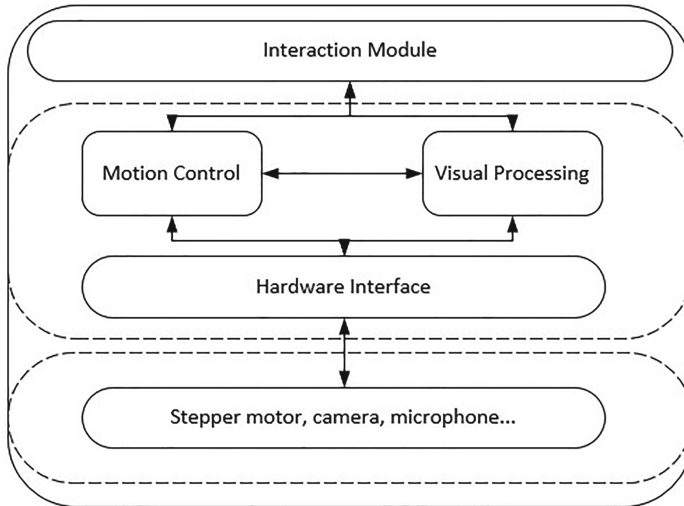 Interaction Module
Motion Control
Visual Processing
Hardware Interface
Stepper motor, camera, microphone...